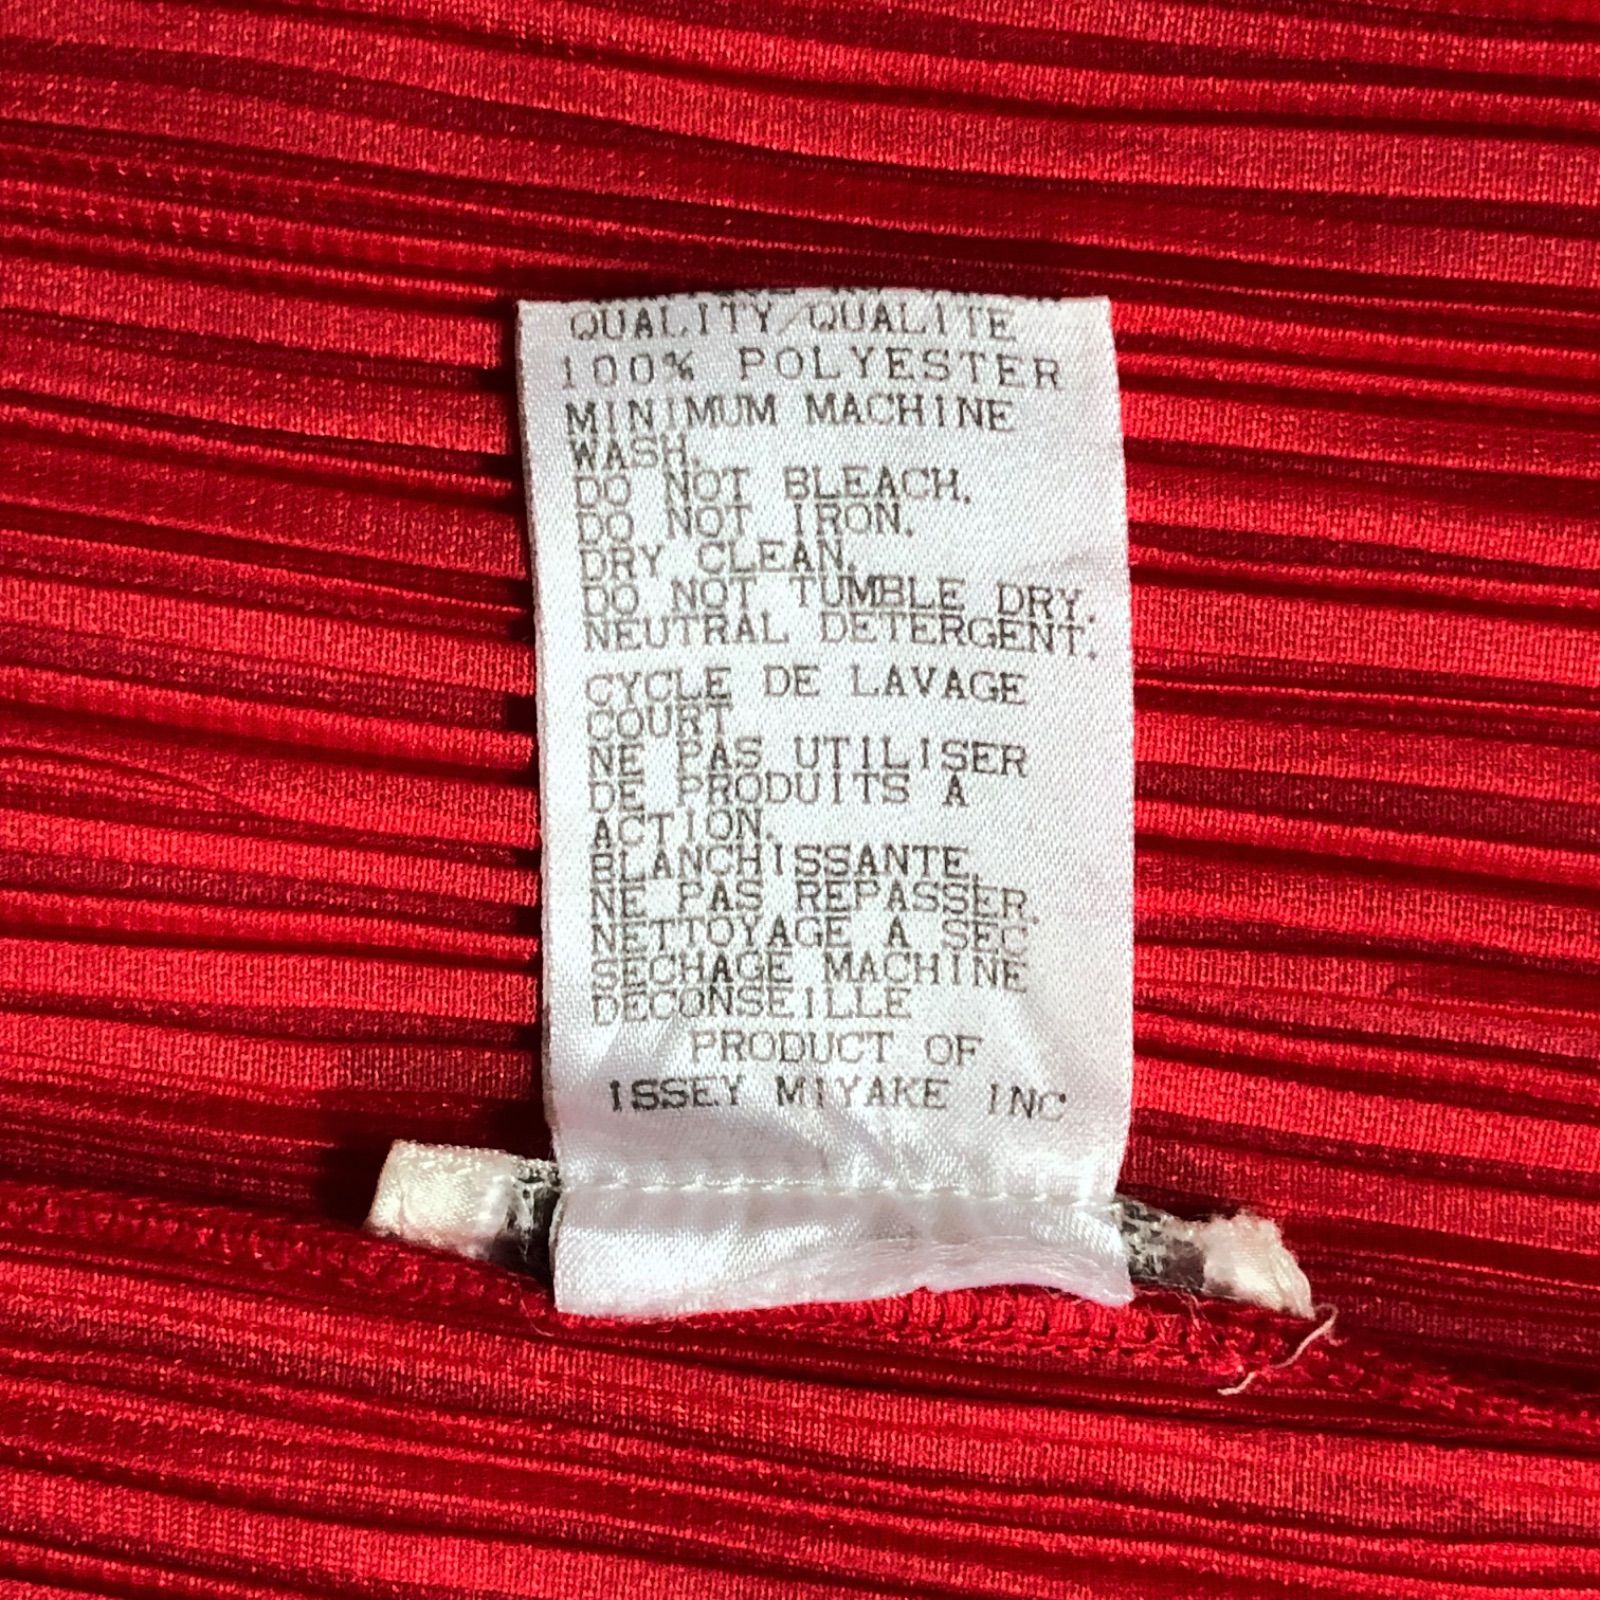 QUALITY/QUALITE
100% POLYESTER
MINIMUM MACHINE
WASH.
DO NOT BLEACH.
DO NOT IRON.
DRY CLEAN.
DO NOT TUMBLE DRY.
NEUTRAL DETERGENT.
CYCLE DE LAVAGE
COURT
NE PAS UTILISER
DE PRODUITS A
ACTION.
BLANCHISSANTE.
NE PAS REPASSER.
NETTOYAGE A SEC
SECHAGE MACHINE
DECONSEILLE
PRODUCT OF
ISSEY MIYAKE INC